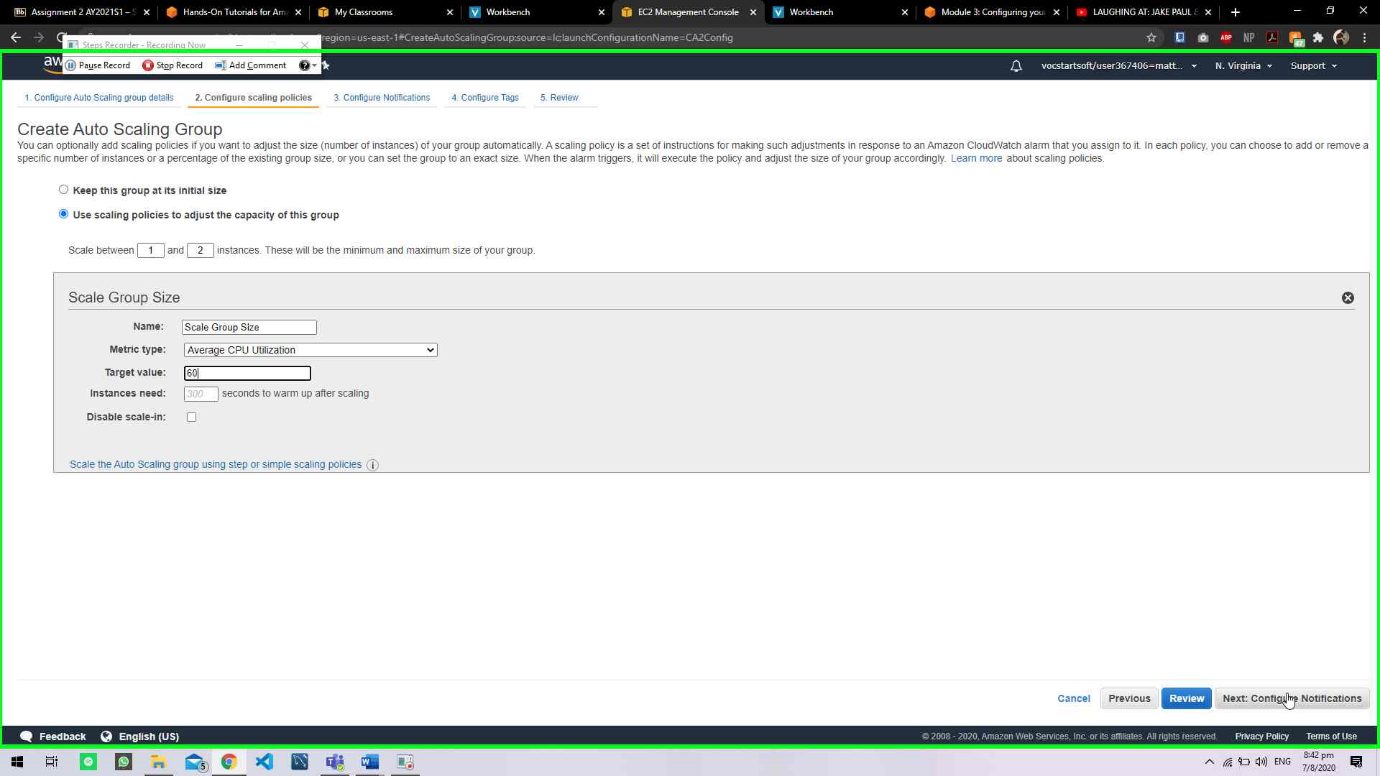 Assignment 2 AY2021S1 – S
Hands-On Tutorials for Ama
My Classrooms
Workbench
EC2 Management Console
Workbench
Module 3: Configuring your
LAUGHING AT: JAKE PAUL &
region=us-east-1#CreateAutoScalingGroup:source=lc;launchConfigurationName=CA2Config
Steps Recorder - Recording Now
Pause Record
Stop Record
Add Comment
aw
vocstartsoft/user367406=matt...
N. Virginia
Support
1. Configure Auto Scaling group details
2. Configure scaling policies
3. Configure Notifications
4. Configure Tags
5. Review
Create Auto Scaling Group
You can optionally add scaling policies if you want to adjust the size (number of instances) of your group automatically. A scaling policy is a set of instructions for making such adjustments in response to an Amazon CloudWatch alarm that you assign to it. In each policy, you can choose to add or remove a
specific number of instances or a percentage of the existing group size, or you can set the group to an exact size. When the alarm triggers, it will execute the policy and adjust the size of your group accordingly. Learn more about scaling policies.
Keep this group at its initial size
Use scaling policies to adjust the capacity of this group
Scale between 1 and 2 instances. These will be the minimum and maximum size of your group.
Scale Group Size
Name: Scale Group Size
Metric type: Average CPU Utilization
Target value: 60
Instances need: 300 seconds to warm up after scaling
Disable scale-in:
Scale the Auto Scaling group using step or simple scaling policies
Cancel
Previous
Review
Next: Configure Notifications
Feedback
English (US)
© 2008 - 2020, Amazon Web Services, Inc. or its affiliates. All rights reserved.
Privacy Policy
Terms of Use
5
ENG
8:42 pm
7/8/2020